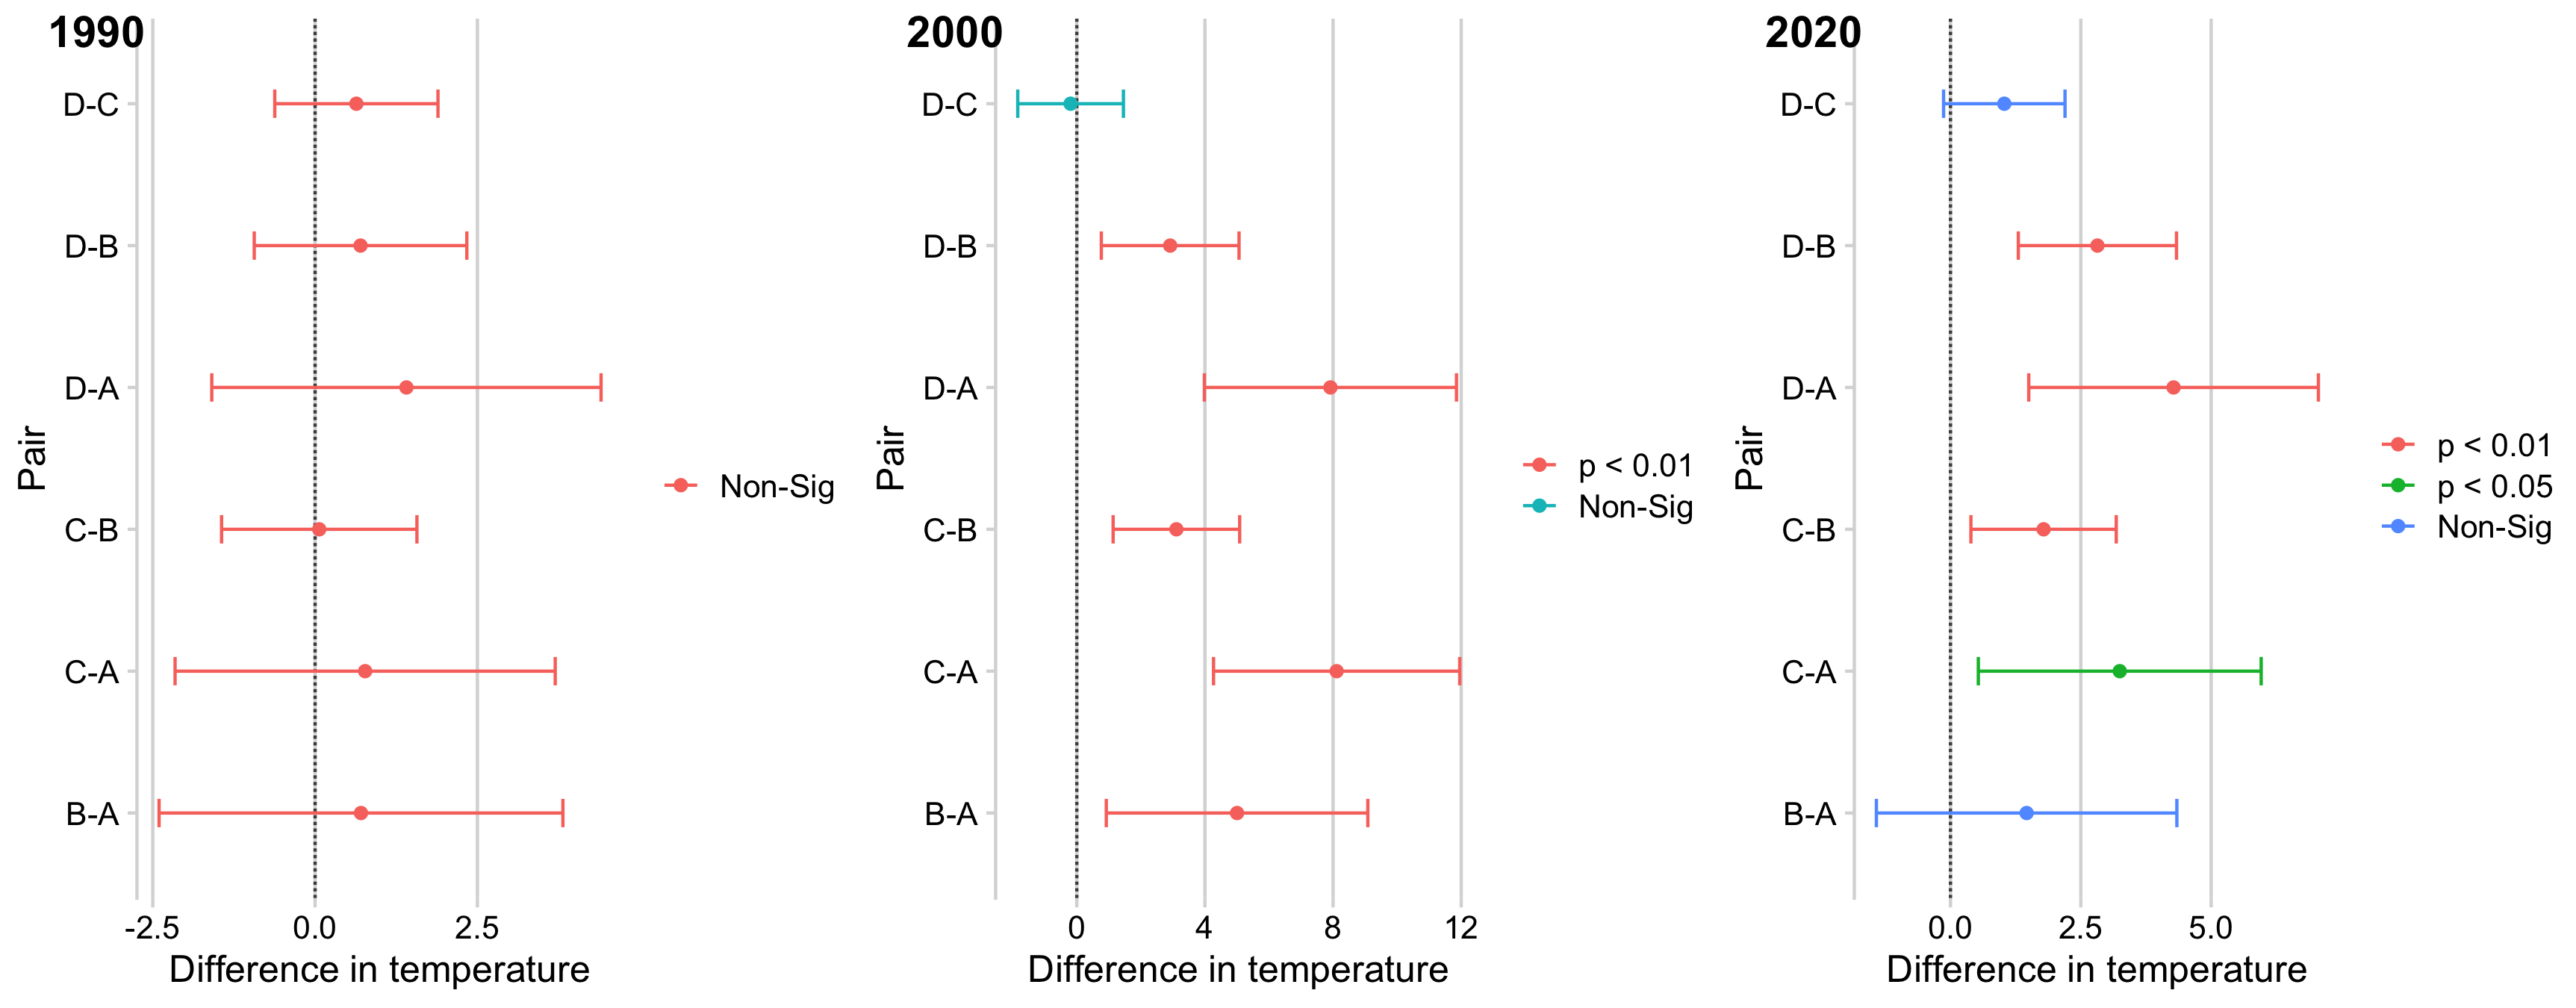 1990
D-C
D-B
D-A
C-B
C-A
B-A
Pair
-2.5 0.0 2.5
Difference in temperature
Non-Sig
2000
D-C
D-B
D-A
C-B
C-A
B-A
Pair
0 4 8 12
Difference in temperature
p < 0.01
Non-Sig
2020
D-C
D-B
D-A
C-B
C-A
B-A
Pair
0.0 2.5 5.0
Difference in temperature
p < 0.01
p < 0.05
Non-Sig